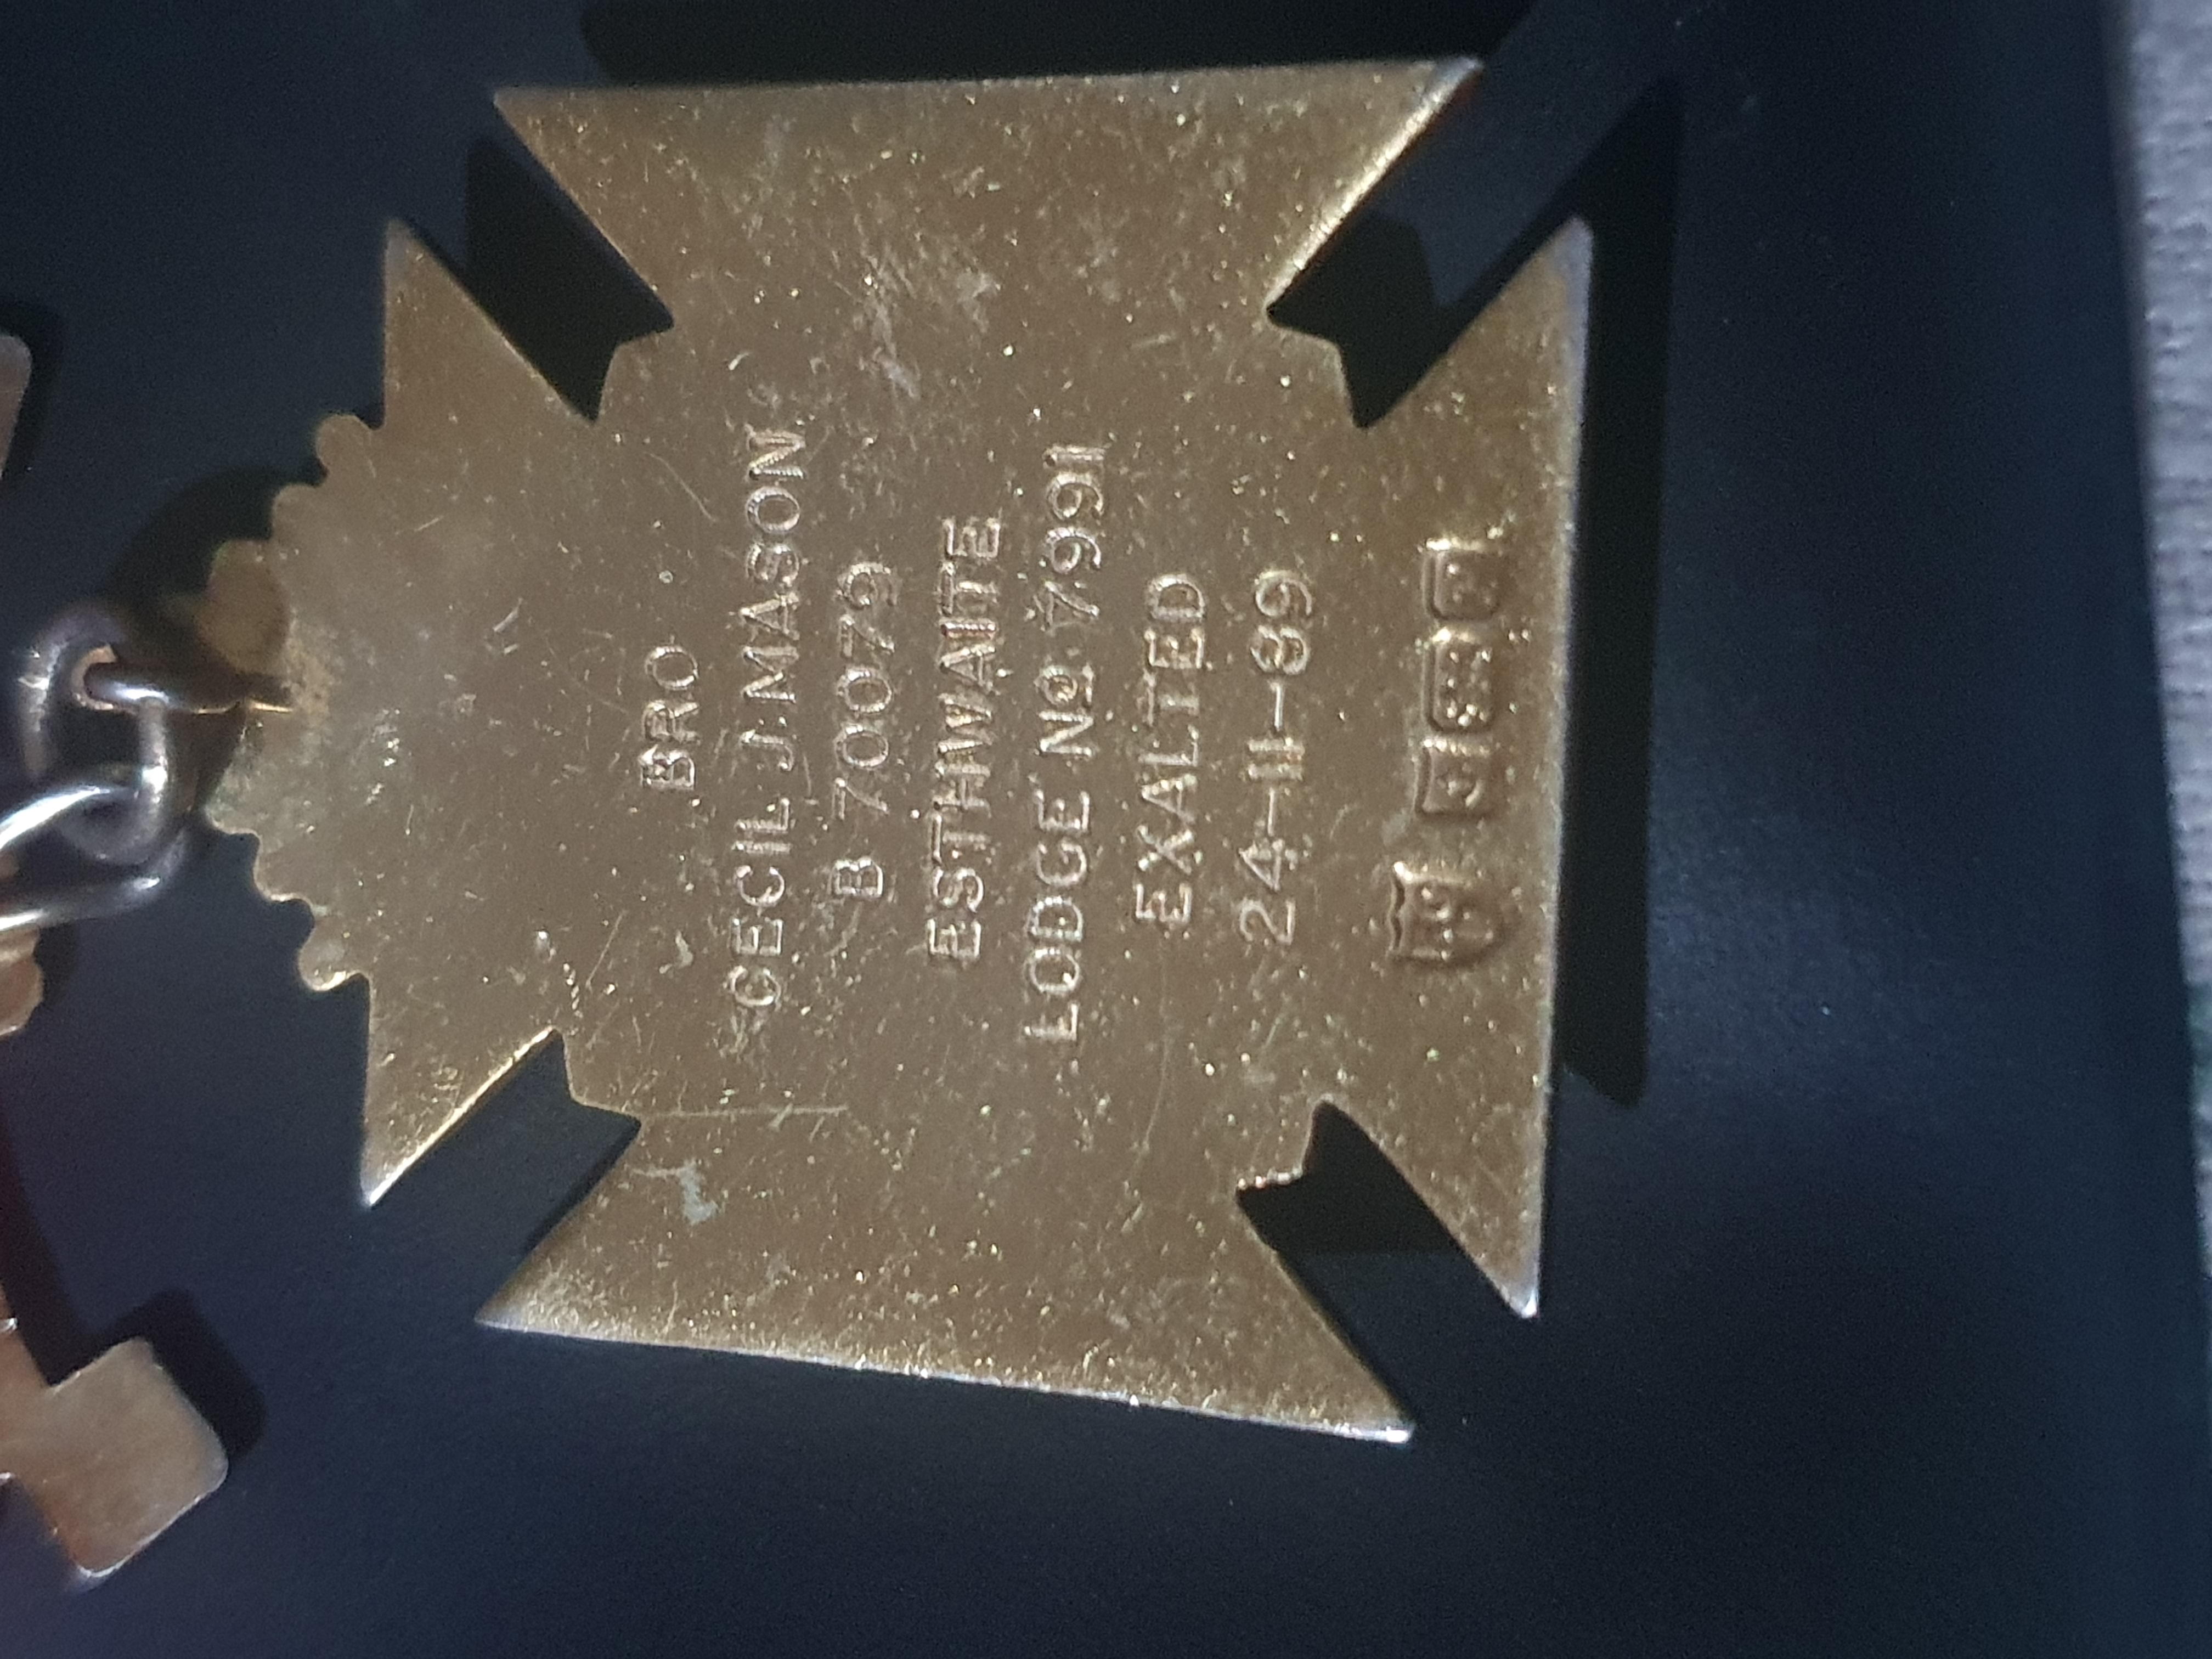 BRO
CECIL J. MASON
B 70079
ESTHWAITE
LODGE No 7991
EXALTED
24-11-89